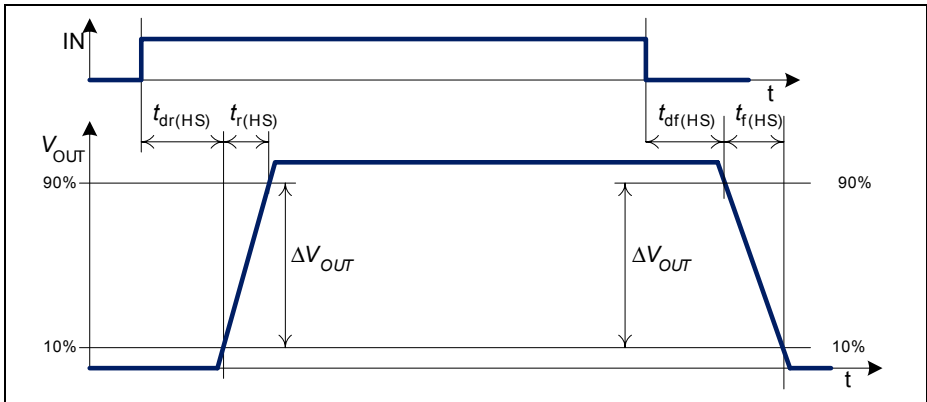 IN
t
tdr(HS) tr(HS) tdf(HS) tf(HS)
VOUT
90% 90%
ΔVOUT ΔVOUT
10% 10%
t